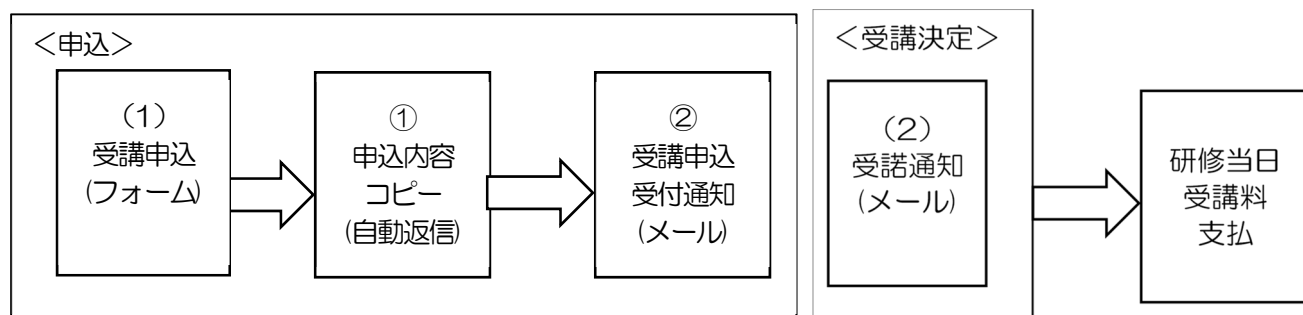 ＜申込＞
（１）
受講申込
(フォーム)
①
申込内容
コピー
(自動返信)
②
受講申込
受付通知
(メール)
＜受講決定＞
（２）
受諾通知
(メール)
研修当日
受講料
支払